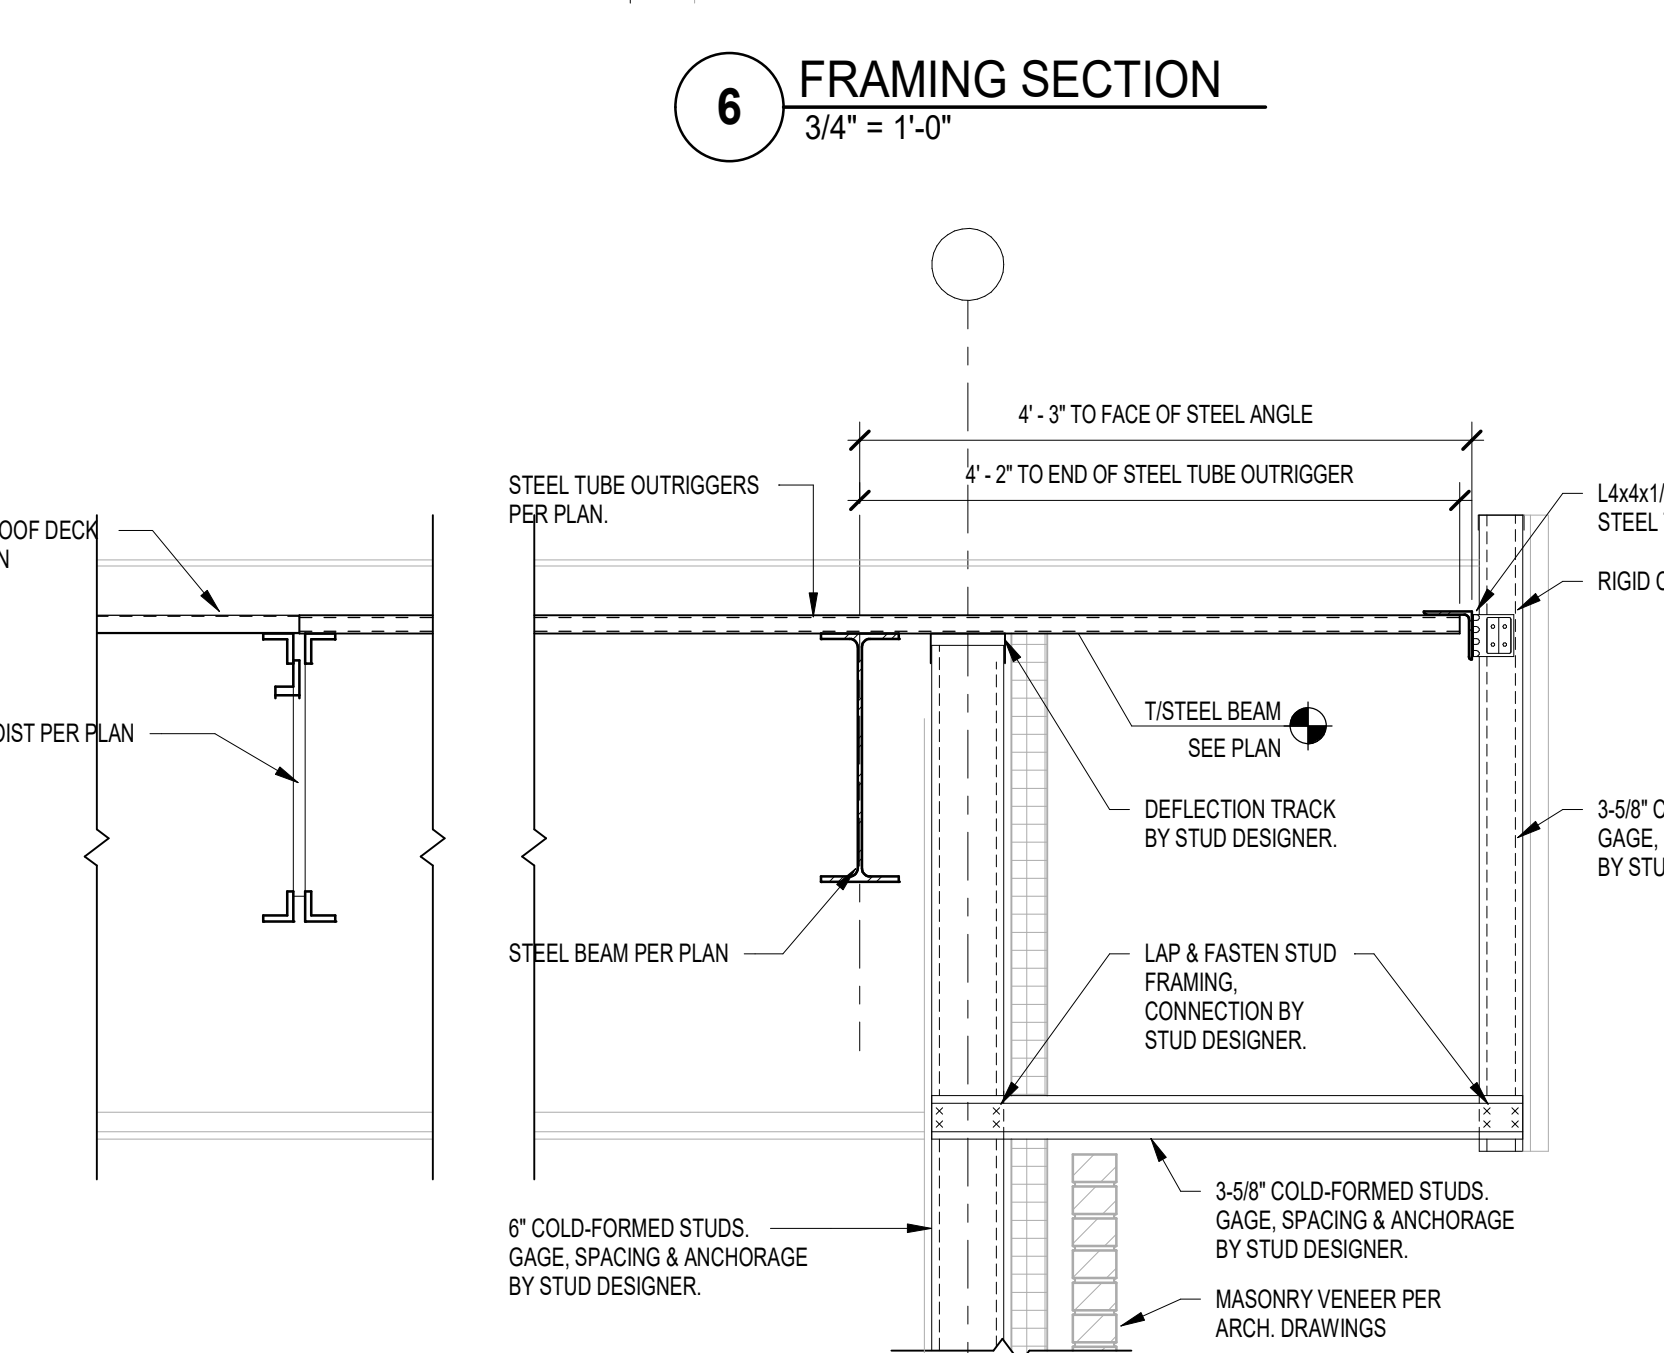 6
FRAMING SECTION
3/4" = 1'-0"
4' - 3" TO FACE OF STEEL ANGLE
4' - 2" TO END OF STEEL TUBE OUTRIGGER
STEEL TUBE OUTRIGGERS
PER PLAN.
OOF DECK
N
L4x4x1/
STEEL
RIGID
OIST PER PLAN
T/STEEL BEAM
SEE PLAN
DEFLECTION TRACK
BY STUD DESIGNER.
3-5/8" C
GAGE,
BY STU
STEEL BEAM PER PLAN
LAP & FASTEN STUD
FRAMING,
CONNECTION BY
STUD DESIGNER.
6" COLD-FORMED STUDS.
GAGE, SPACING & ANCHORAGE
BY STUD DESIGNER.
3-5/8" COLD-FORMED STUDS.
GAGE, SPACING & ANCHORAGE
BY STUD DESIGNER.
MASONRY VENEER PER
ARCH. DRAWINGS